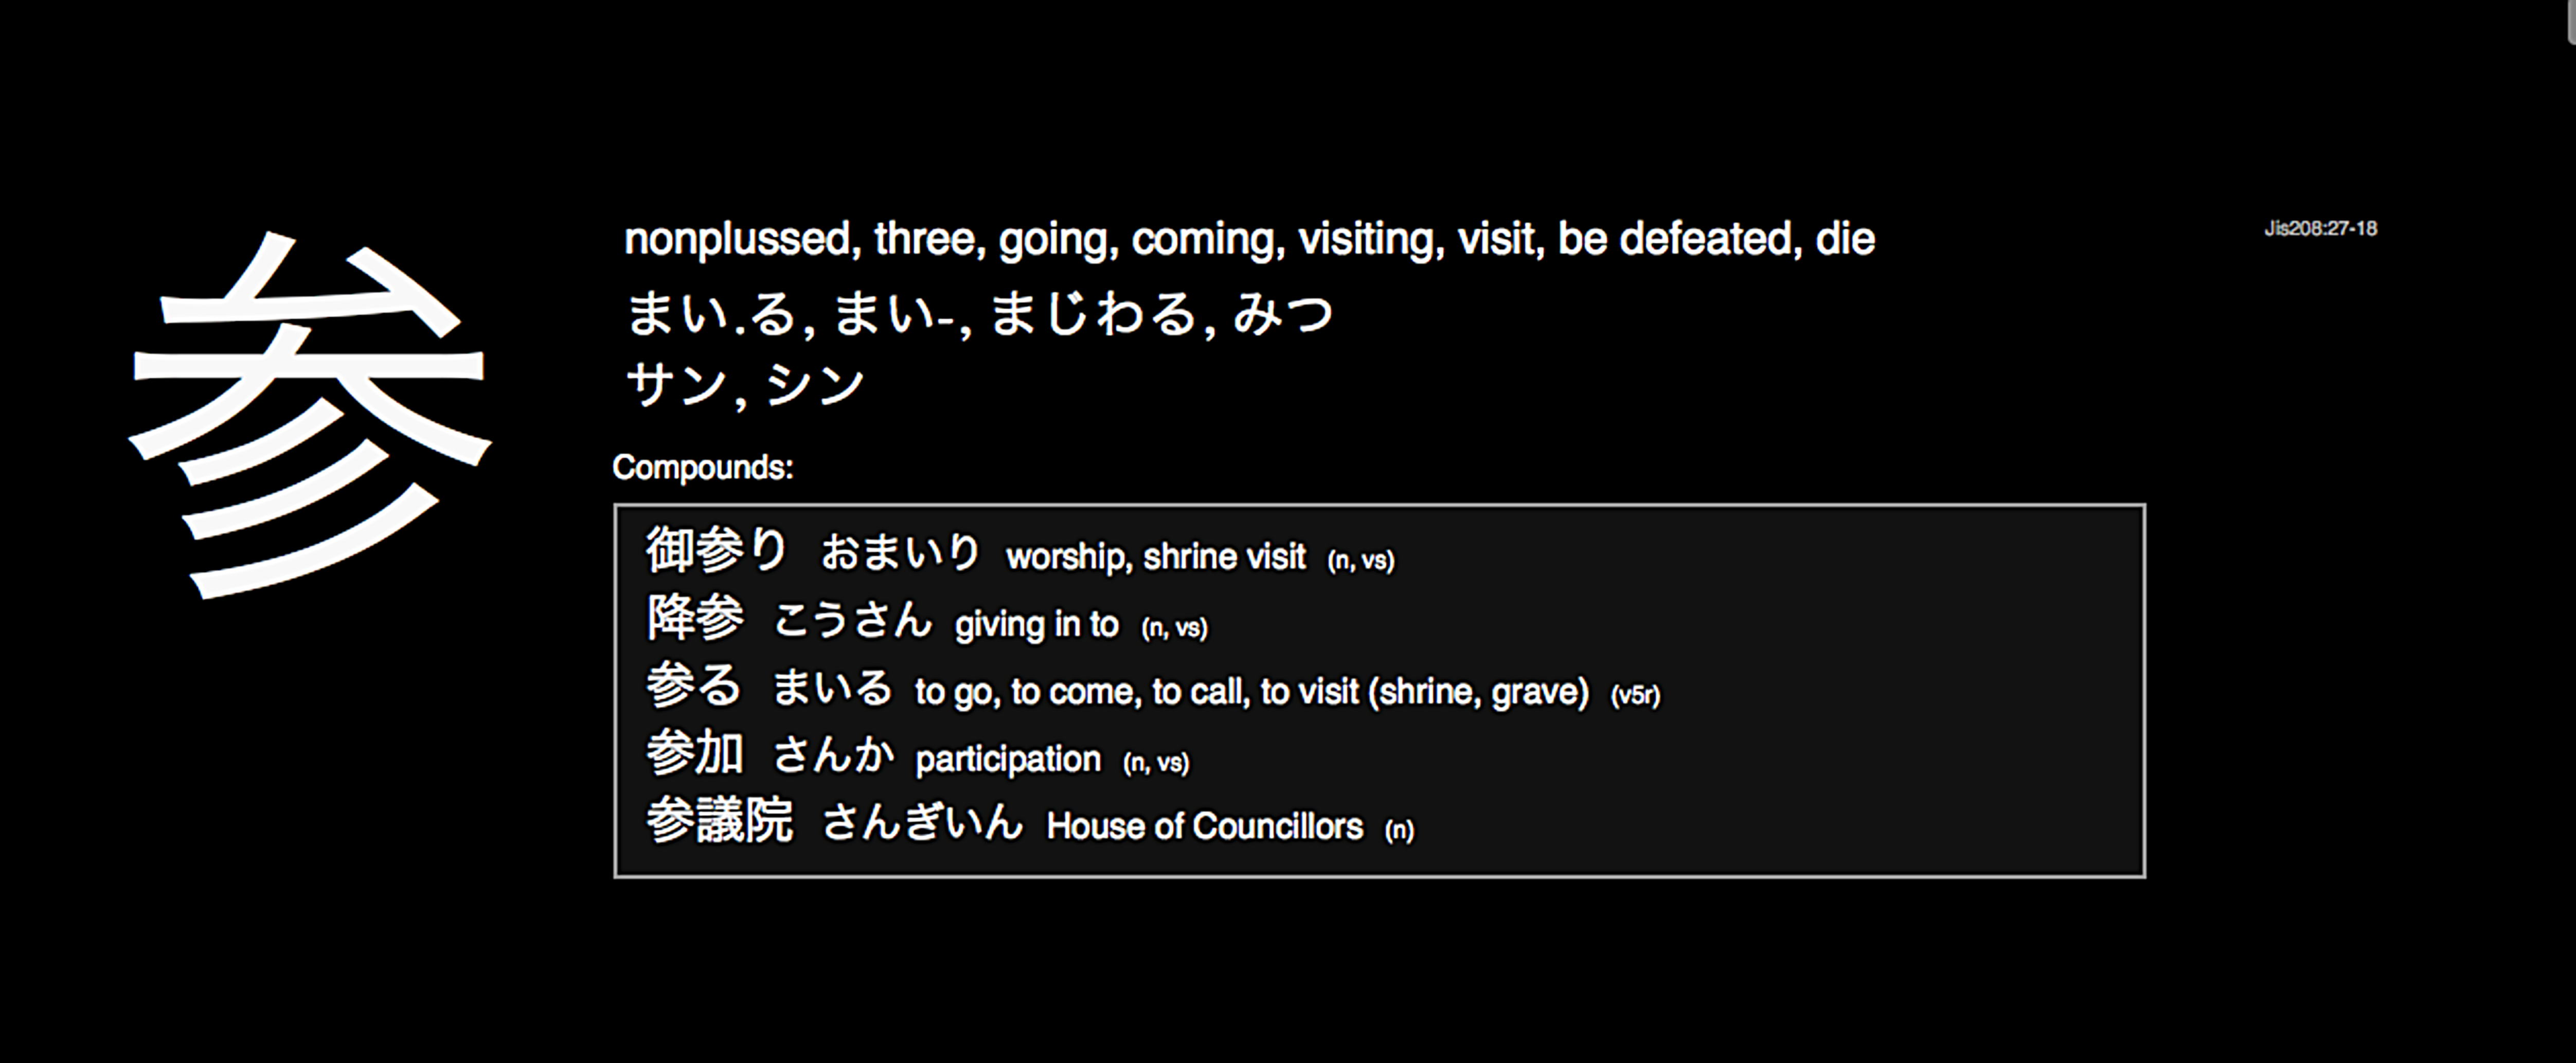 参
nonplussed, three, going, coming, visiting, visit, be defeated, die
Jis208:27-18
まい.る, まい-, まじわる, みつ
サン, シン
Compounds:
御参り おまいり worship, shrine visit (n, vs)
降参 こうさん giving in to (n, vs)
参る まいる to go, to come, to call, to visit (shrine, grave) (v5r)
参加 さんか participation (n, vs)
参議院 さんぎいん House of Councillors (n)